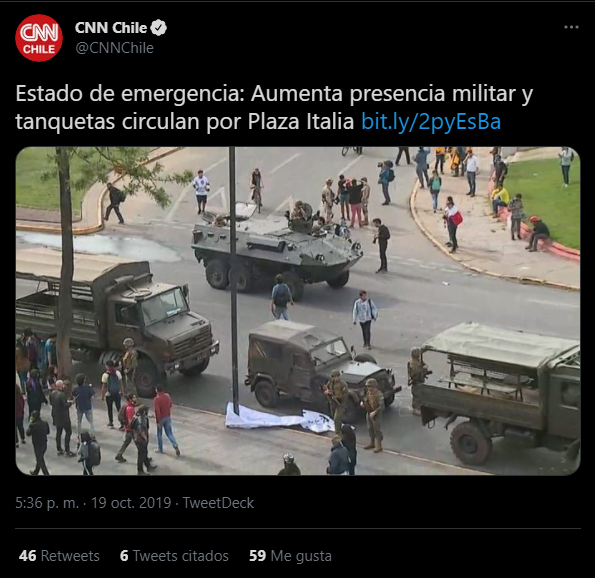 CNN
CHILE
CNN Chile
@CNNChile
Estado de emergencia: Aumenta presencia militar y
tanquetas circulan por Plaza Italia bit.ly/2pyEsBa
5:36 p. m. · 19 oct. 2019 · TweetDeck
46 Retweets 6 Tweets citados 59 Me gusta